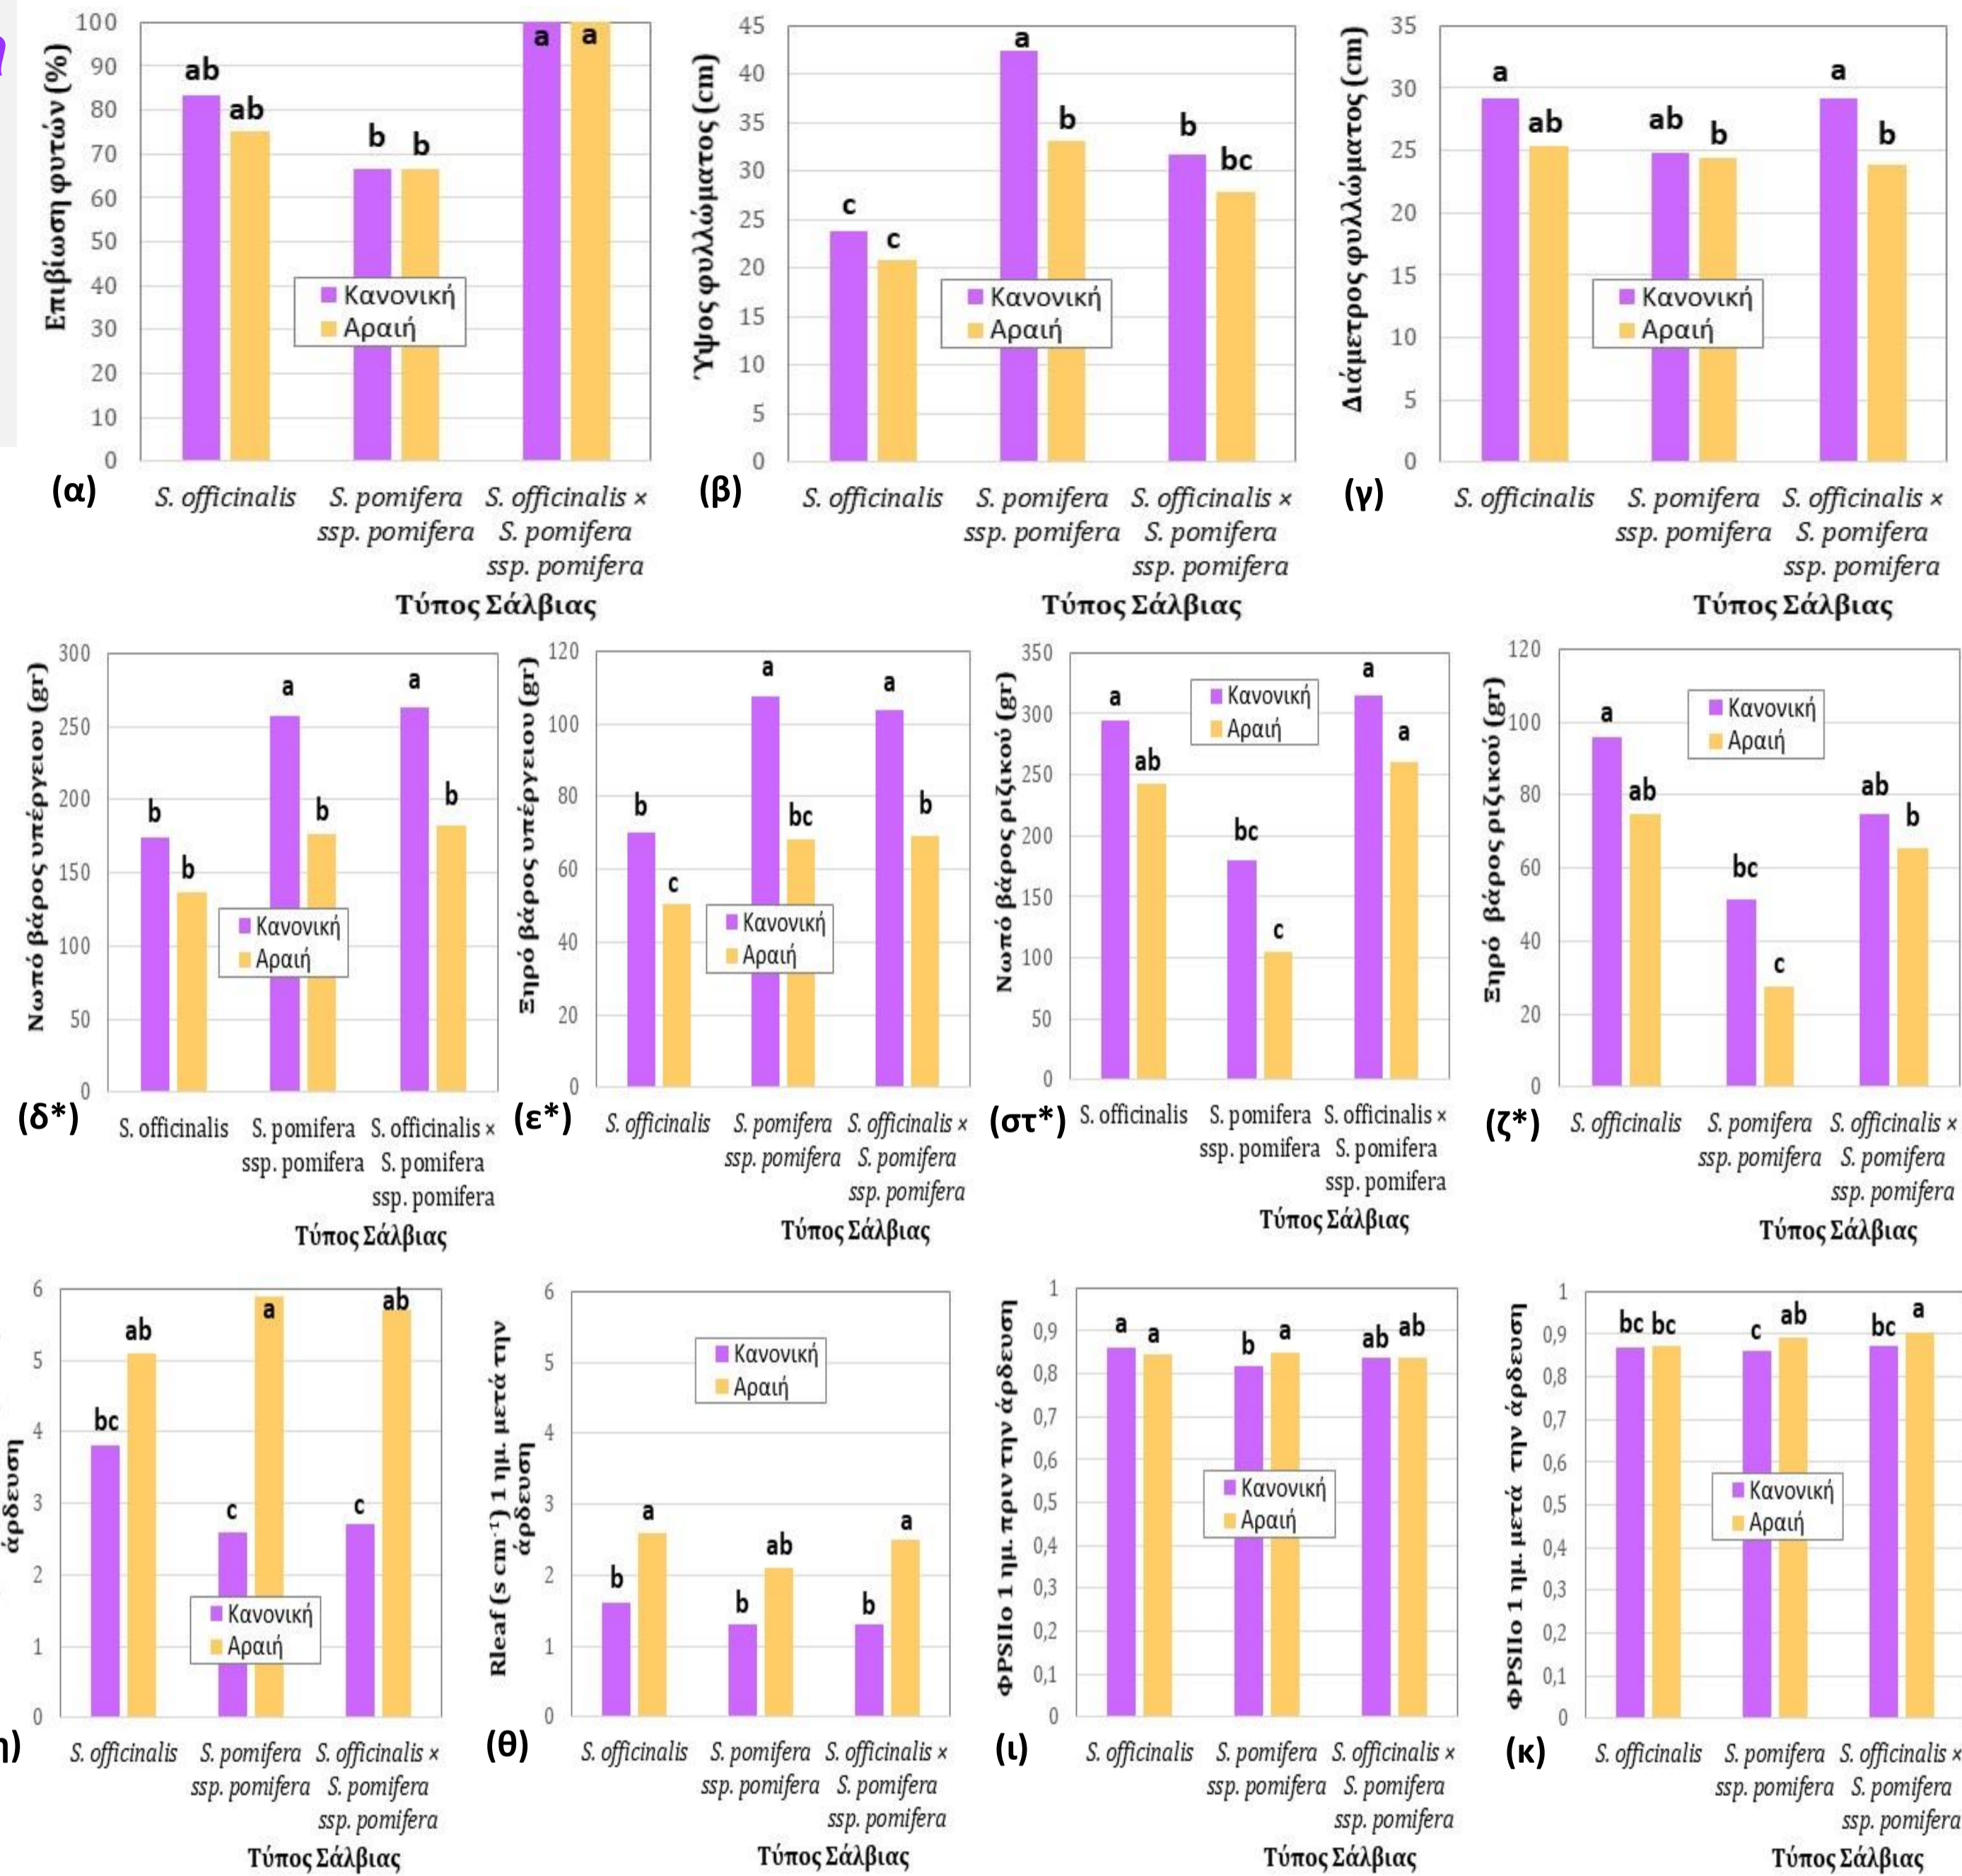 Επιβίωση φυτών (%)
100
90
80
70
60
50
40
30
20
10
0
ab
ab
b
b
a
a
Κανονική
Αραιή
(α)
S. officinalis
S. pomifera
ssp. pomifera
S. officinalis ×
S. pomifera
ssp. pomifera
Τύπος Σάλβιας
Ύψος φυλλώματος (cm)
45
40
35
30
25
20
15
10
5
0
c
c
a
b
b
bc
Κανονική
Αραιή
(β)
S. officinalis
S. pomifera
ssp. pomifera
S. officinalis ×
S. pomifera
ssp. pomifera
Τύπος Σάλβιας
Διάμετρος φυλλώματος (cm)
35
30
25
20
15
10
5
0
a
ab
ab
b
a
b
Κανονική
Αραιή
(γ)
S. officinalis
S. pomifera
ssp. pomifera
S. officinalis ×
S. pomifera
ssp. pomifera
Τύπος Σάλβιας
Νωπό βάρος υπέργειου (gr)
300
250
200
150
100
50
0
b
b
a
b
a
b
Κανονική
Αραιή
(δ*)
S. officinalis
S. pomifera
ssp. pomifera
S. officinalis ×
S. pomifera
ssp. pomifera
Τύπος Σάλβιας
Ξηρό βάρος υπέργειου (gr)
120
100
80
60
40
20
0
b
c
a
bc
a
b
Κανονική
Αραιή
(ε*)
S. officinalis
S. pomifera
ssp. pomifera
S. officinalis ×
S. pomifera
ssp. pomifera
Τύπος Σάλβιας
Νωπό βάρος ριζικού (gr)
350
300
250
200
150
100
50
0
a
ab
bc
c
a
a
Κανονική
Αραιή
(στ*)
S. officinalis
S. pomifera
ssp. pomifera
S. officinalis ×
S. pomifera
ssp. pomifera
Τύπος Σάλβιας
Ξηρό βάρος ριζικού (gr)
120
100
80
60
40
20
0
a
ab
bc
c
ab
b
Κανονική
Αραιή
(ζ*)
S. officinalis
S. pomifera
ssp. pomifera
S. officinalis ×
S. pomifera
ssp. pomifera
Τύπος Σάλβιας
άρδευση
6
5
4
3
2
1
0
bc
ab
c
a
c
ab
Κανονική
Αραιή
η)
S. officinalis
S. pomifera
ssp. pomifera
S. officinalis ×
S. pomifera
ssp. pomifera
Τύπος Σάλβιας
Rleaf (s cm⁻¹) 1 ημ. μετά την
άρδευση
6
5
4
3
2
1
0
b
a
b
ab
b
a
Κανονική
Αραιή
(θ)
S. officinalis
S. pomifera
ssp. pomifera
S. officinalis ×
S. pomifera
ssp. pomifera
Τύπος Σάλβιας
ΦPSIIo 1 ημ. πριν την άρδευση
1
0,9
0,8
0,7
0,6
0,5
0,4
0,3
0,2
0,1
0
a
a
b
a
ab
ab
Κανονική
Αραιή
(ι)
S. officinalis
S. pomifera
ssp. pomifera
S. officinalis ×
S. pomifera
ssp. pomifera
Τύπος Σάλβιας
ΦPSIIo 1 ημ. μετά την άρδευση
1
0,9
0,8
0,7
0,6
0,5
0,4
0,3
0,2
0,1
0
bc
bc
c
ab
bc
a
Κανονική
Αραιή
(κ)
S. officinalis
S. pomifera
ssp. pomifera
S. officinalis ×
S. pomifera
ssp. pomifera
Τύπος Σάλβιας